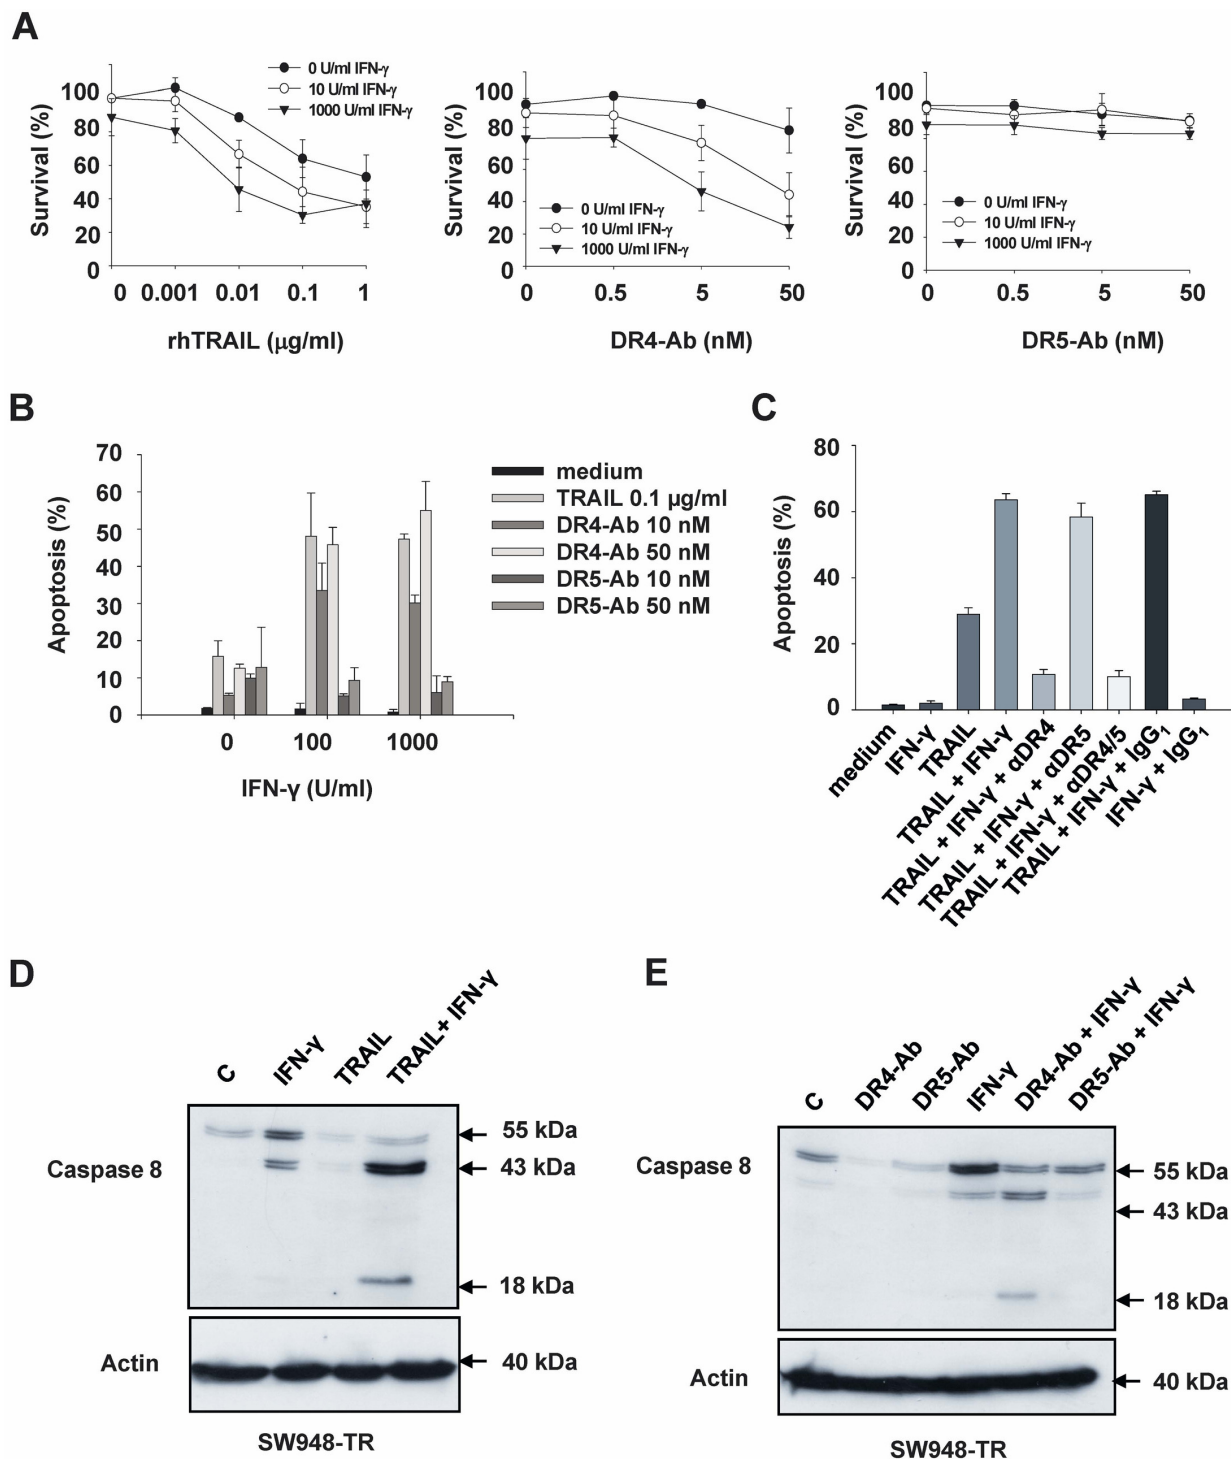 A
100
80
60
40
20
0
Survival (%)
0 U/ml IFN-γ
10 U/ml IFN-γ
1000 U/ml IFN-γ
0 0.001 0.01 0.1 1
rhTRAIL (μg/ml)
100
80
60
40
20
0
Survival (%)
0 U/ml IFN-γ
10 U/ml IFN-γ
1000 U/ml IFN-γ
0 0.5 5 50
DR4-Ab (nM)
100
80
60
40
20
0
Survival (%)
0 U/ml IFN-γ
10 U/ml IFN-γ
1000 U/ml IFN-γ
0 0.5 5 50
DR5-Ab (nM)
B
70
60
50
40
30
20
10
0
Apoptosis (%)
0 100 1000
IFN-γ (U/ml)
medium
TRAIL 0.1 μg/ml
DR4-Ab 10 nM
DR4-Ab 50 nM
DR5-Ab 10 nM
DR5-Ab 50 nM
C
80
60
40
20
0
Apoptosis (%)
medium
IFN-γ
TRAIL
TRAIL + IFN-γ
TRAIL + IFN-γ + αDR4
TRAIL + IFN-γ + αDR5
TRAIL + IFN-γ + αDR4/5
TRAIL + IFN-γ + IgG₁
IFN-γ + IgG₁
D
C
IFN-γ
TRAIL
TRAIL+ IFN-γ
Caspase 8
55 kDa
43 kDa
18 kDa
Actin
40 kDa
SW948-TR
E
C
DR4-Ab
DR5-Ab
IFN-γ
DR4-Ab + IFN-γ
DR5-Ab + IFN-γ
Caspase 8
55 kDa
43 kDa
18 kDa
Actin
40 kDa
SW948-TR